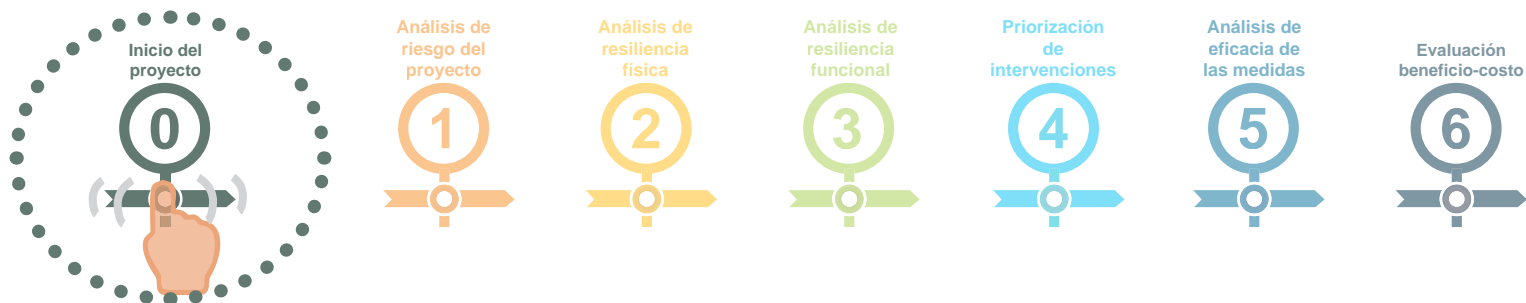 Inicio del
proyecto
0
Análisis de
riesgo del
proyecto
1
Análisis de
resiliencia
física
2
Análisis de
resiliencia
funcional
3
Priorización
de
intervenciones
4
Análisis de
eficacia de
las medidas
5
Evaluación
beneficio-costo
6